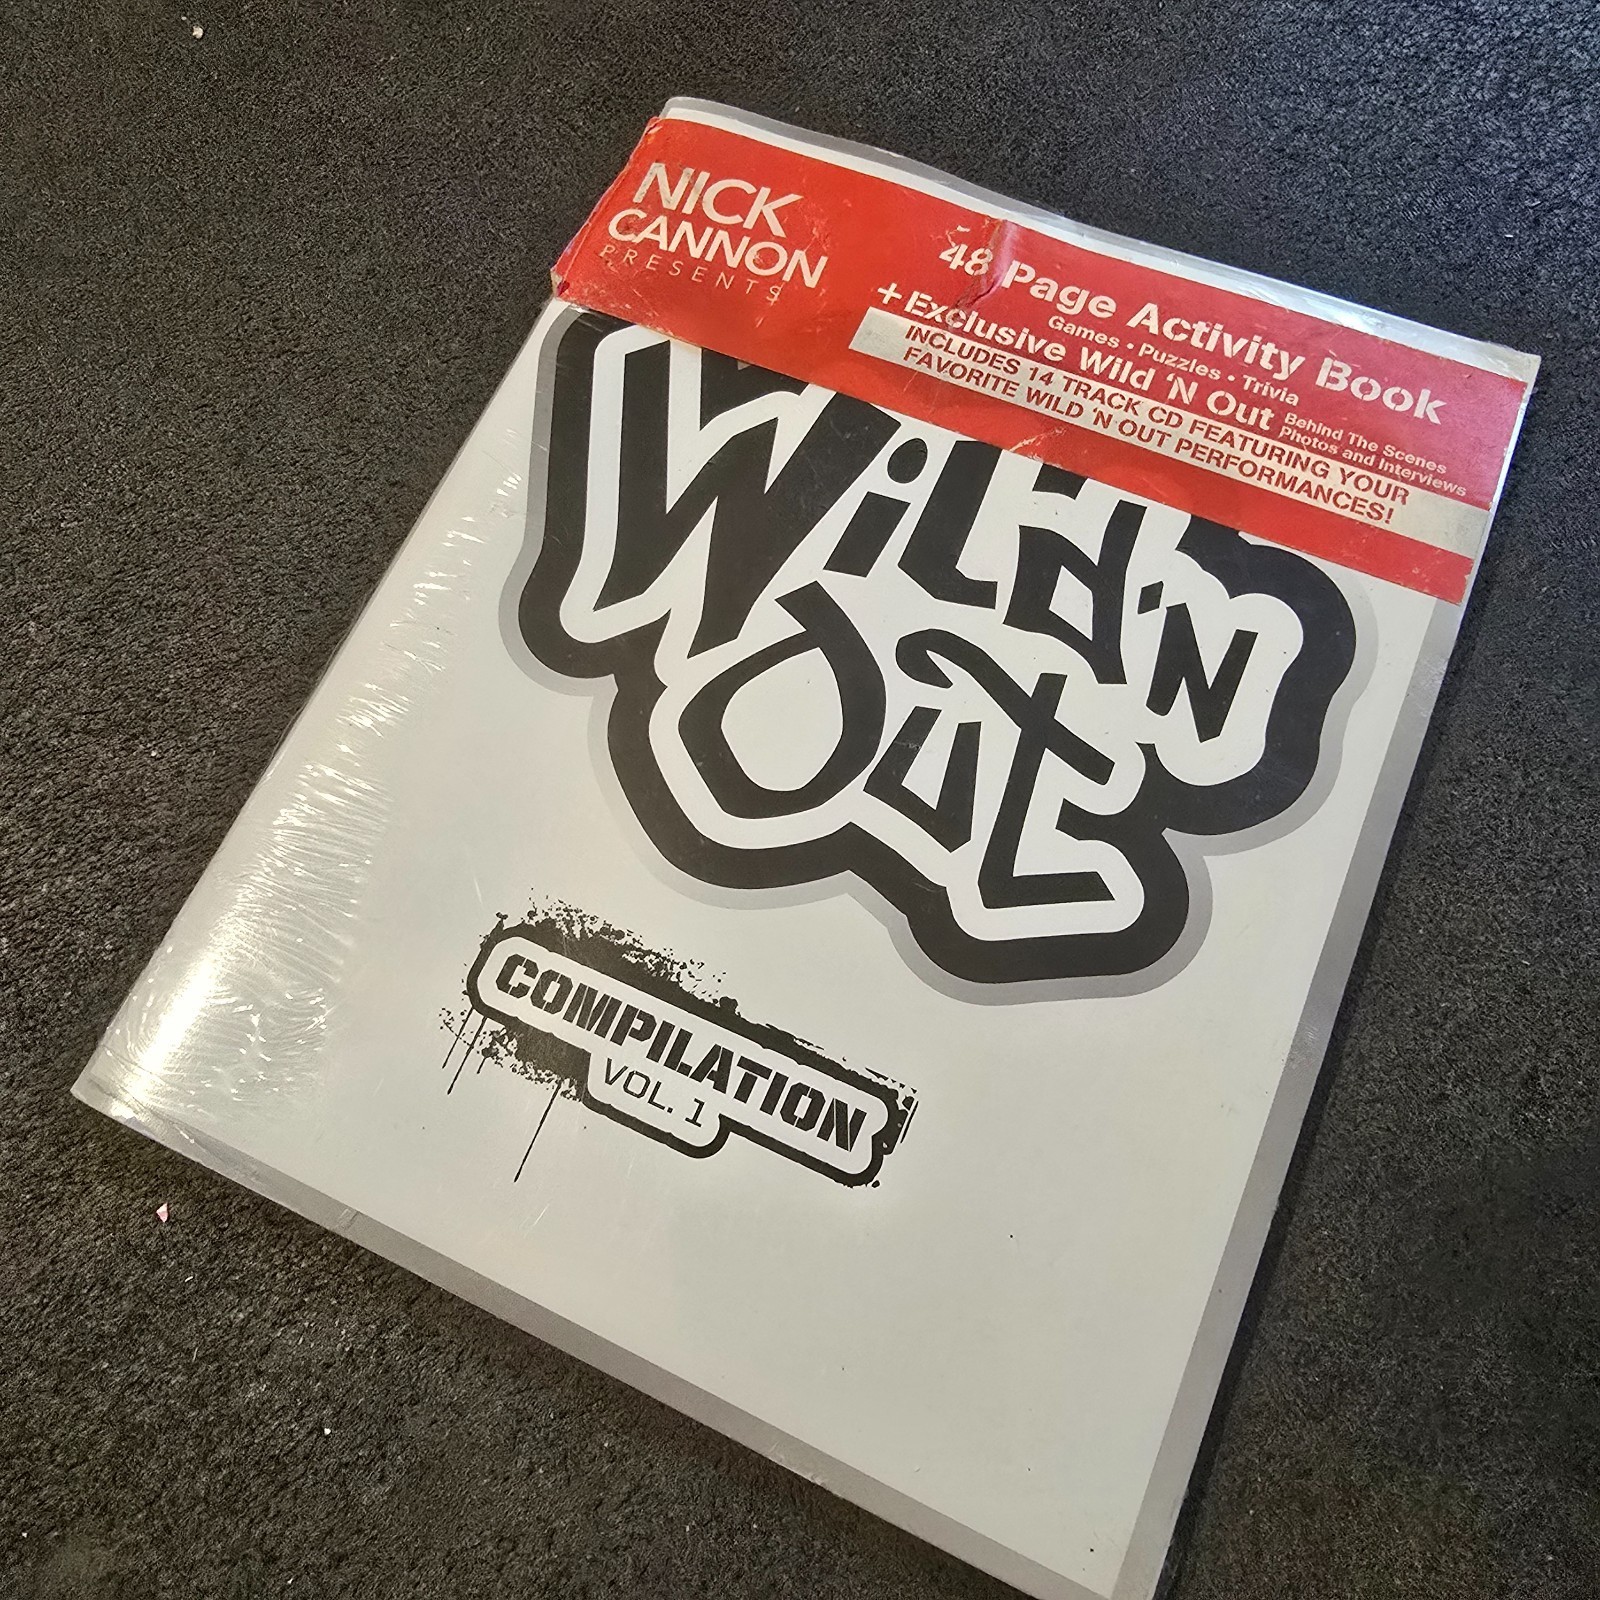 NICK
CANNON
PRESENTS
48 Page Activity Book
Games • Puzzles • Trivia
+ Exclusive Wild 'N Out Behind The Scenes
Photos and Interviews
INCLUDES 14 TRACK CD FEATURING YOUR
FAVORITE WILD 'N OUT PERFORMANCES!
Wild'N
Out
COMPILATION
VOL. 1